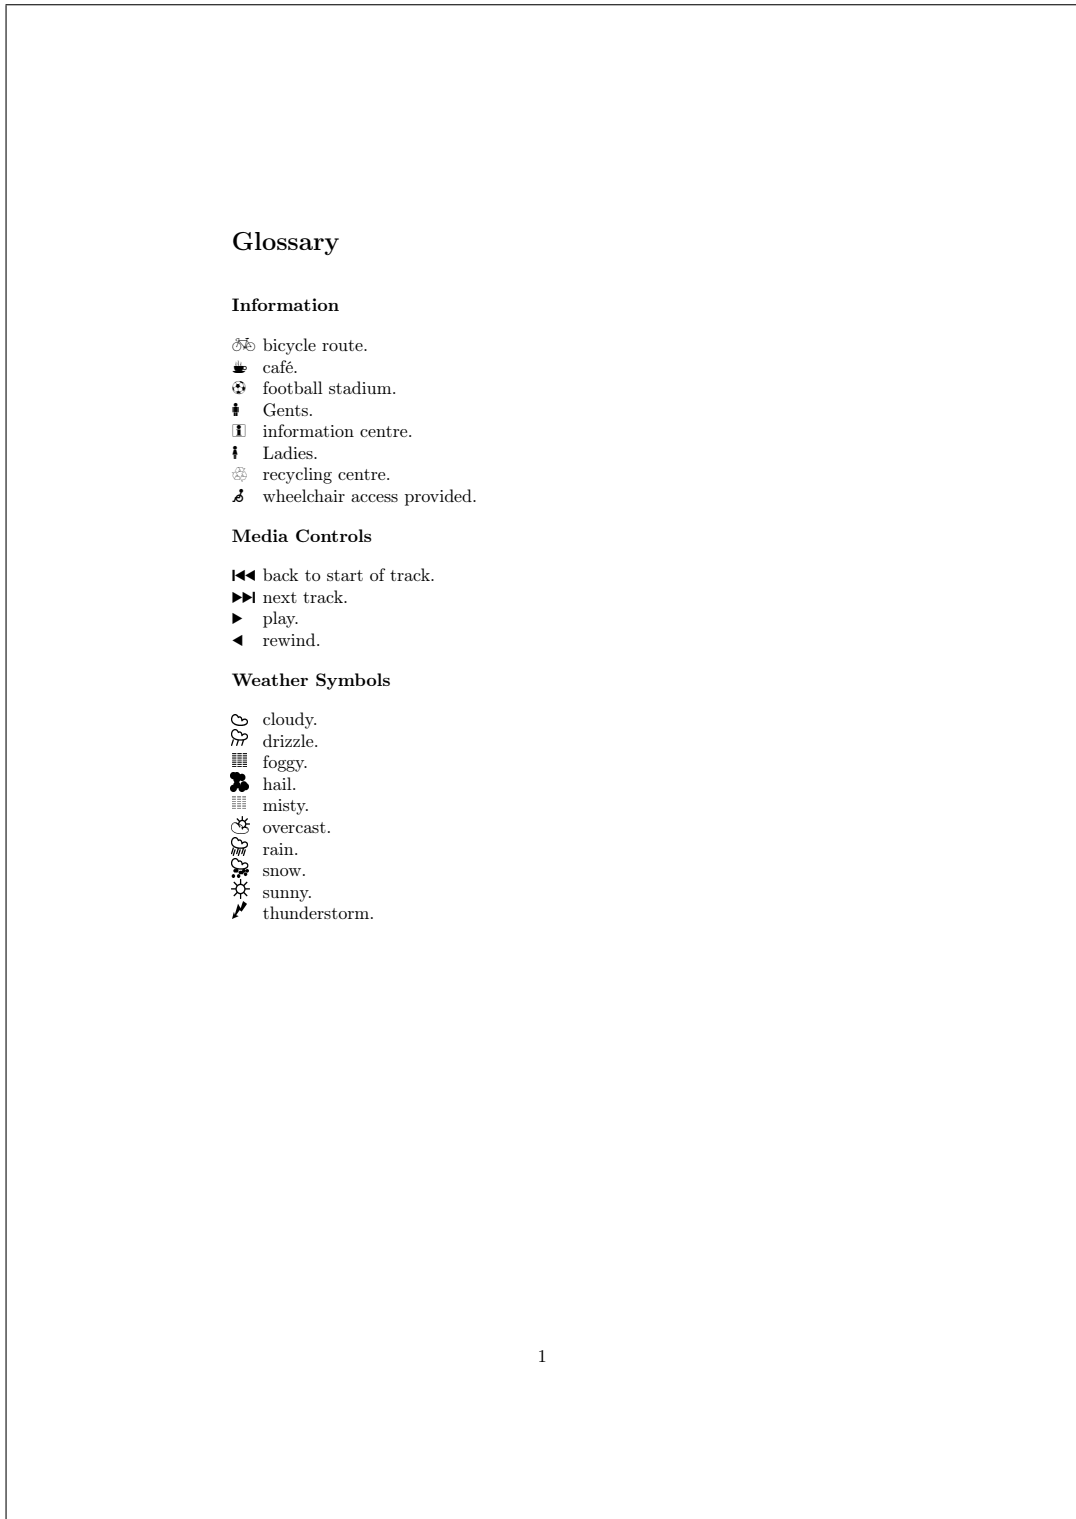 Glossary
Information
bicycle route.
café.
football stadium.
Gents.
information centre.
Ladies.
recycling centre.
wheelchair access provided.
Media Controls
back to start of track.
next track.
play.
rewind.
Weather Symbols
cloudy.
drizzle.
foggy.
hail.
misty.
overcast.
rain.
snow.
sunny.
thunderstorm.
1